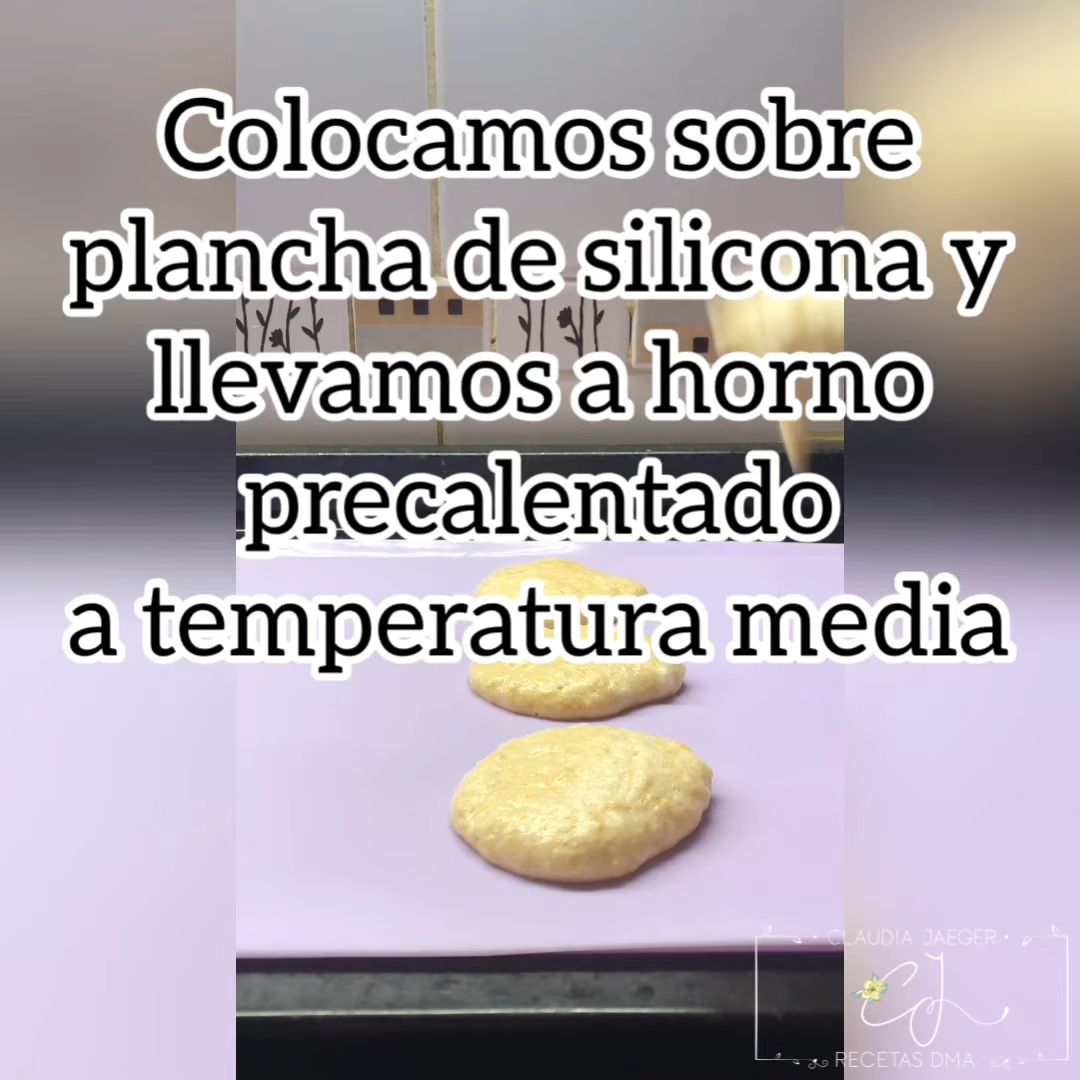 Colocamos sobre
plancha de silicona y
llevamos a horno
precalentado
a temperatura media
• CLAUDIA JAEGER •
CJ
RECETAS DMA